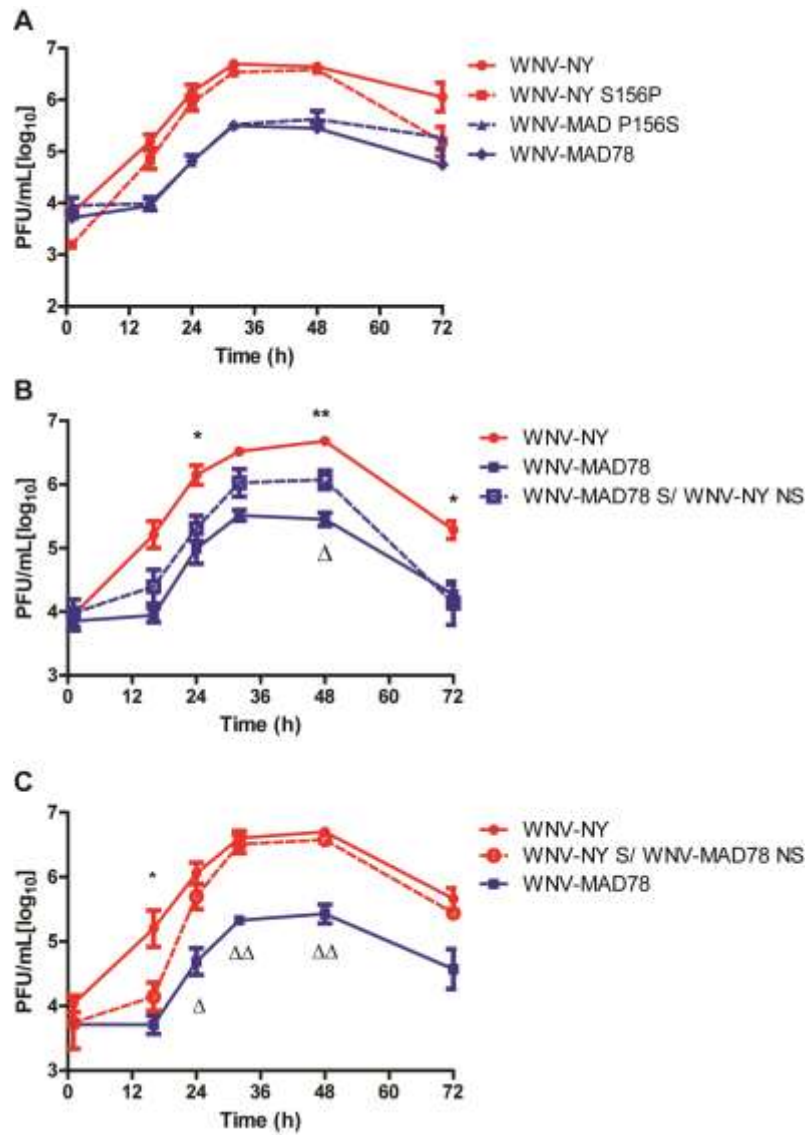 A
7
6
5
4
3
2
PFU/mL[log10]
0 12 24 36 48 60 72
Time (h)
WNV-NY
WNV-NY S156P
WNV-MAD P156S
WNV-MAD78
B
7
6
5
4
3
PFU/mL[log10]
* ** *
Δ
0 12 24 36 48 60 72
Time (h)
WNV-NY
WNV-MAD78
WNV-MAD78 S/ WNV-NY NS
C
7
6
5
4
3
PFU/mL[log10]
*
Δ ΔΔ ΔΔ
0 12 24 36 48 60 72
Time (h)
WNV-NY
WNV-NY S/ WNV-MAD78 NS
WNV-MAD78